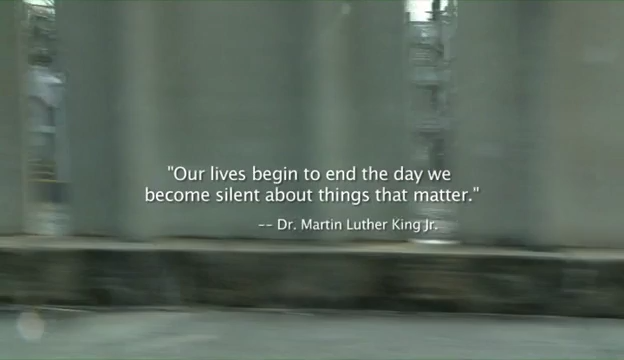 "Our lives begin to end the day we
become silent about things that matter."
-- Dr. Martin Luther King Jr.